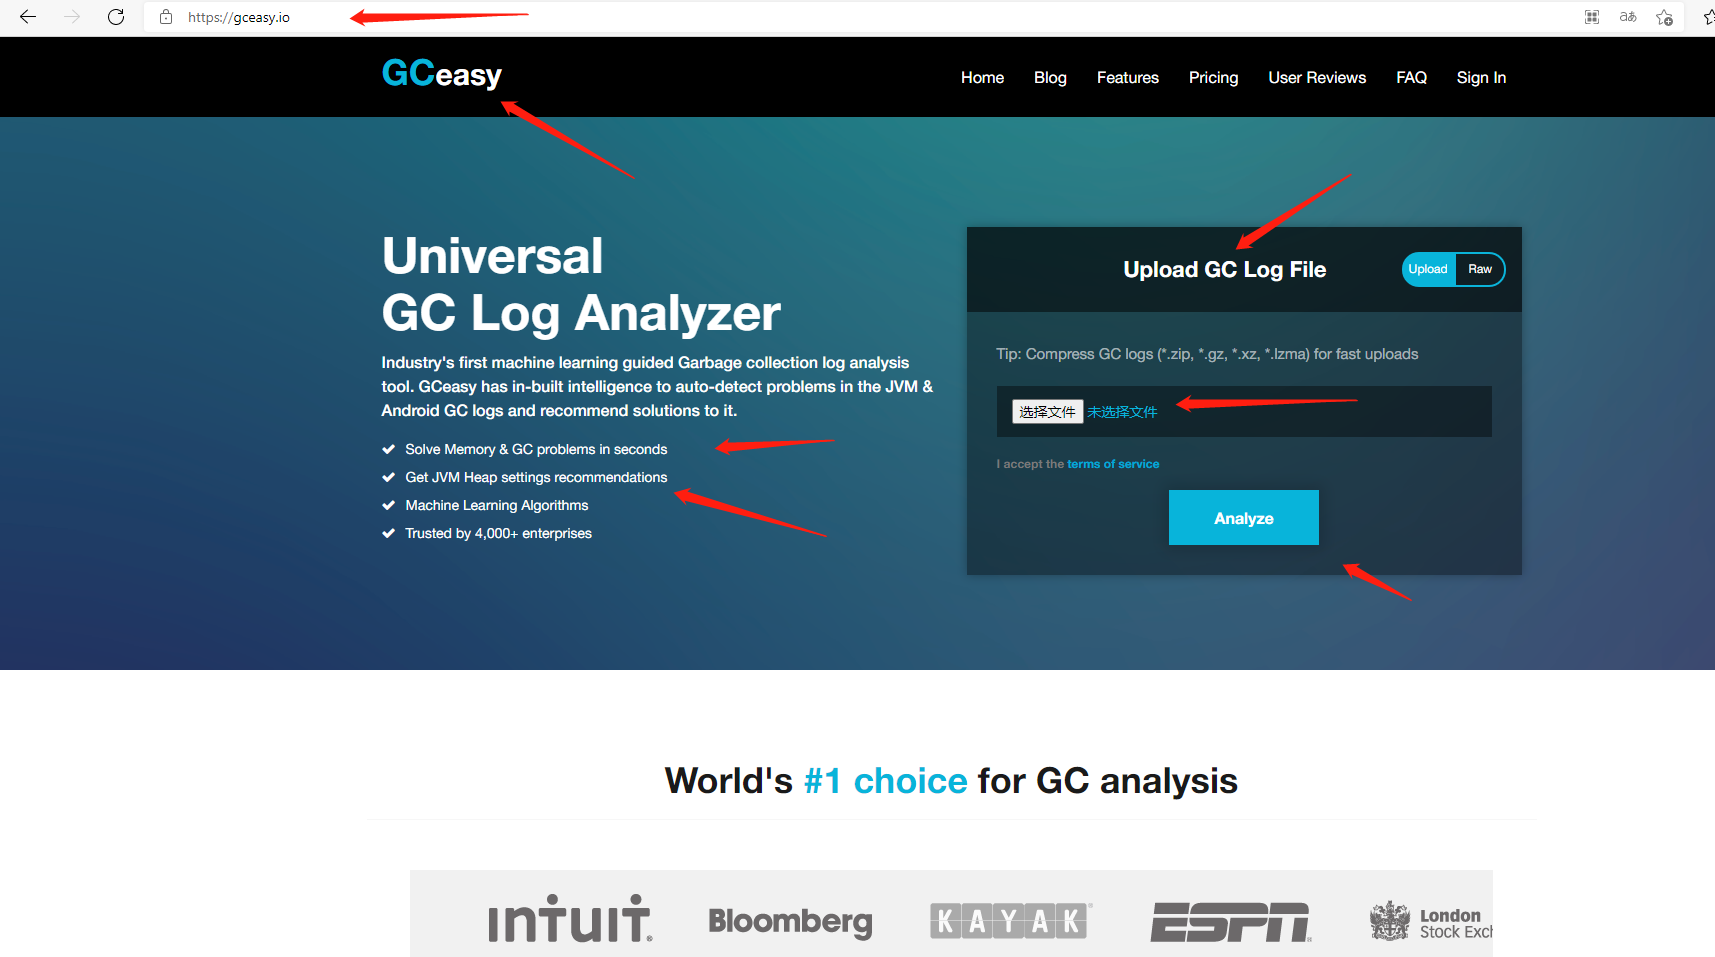 https://gceasy.io
GCeasy
Home Blog Features Pricing User Reviews FAQ Sign In
Universal
GC Log Analyzer
Industry's first machine learning guided Garbage collection log analysis
tool. GCeasy has in-built intelligence to auto-detect problems in the JVM &
Android GC logs and recommend solutions to it.
Solve Memory & GC problems in seconds
Get JVM Heap settings recommendations
Machine Learning Algorithms
Trusted by 4,000+ enterprises
Upload GC Log File
Upload Raw
Tip: Compress GC logs (*.zip, *.gz, *.xz, *.lzma) for fast uploads
选择文件 未选择文件
I accept the terms of service
Analyze
World's #1 choice for GC analysis
INTUIT Bloomberg KAYAK ESPN London
Stock Exch